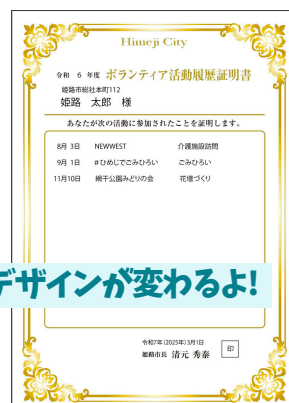 Himeji City
令和 6 年度 ボランティア活動履歴証明書
姫路市総社本町112
姫路 太郎 様
あなたが次の活動に参加されたことを証明します。
8月 3日 NEWWEST 介護施設訪問
9月 1日 #ひめじでごみひろい ごみひろい
11月10日 網干公園みどりの会 花壇づくり
デザインが変わるよ!
令和7年(2025年)3月1日
姫路市長 清元 秀泰 印